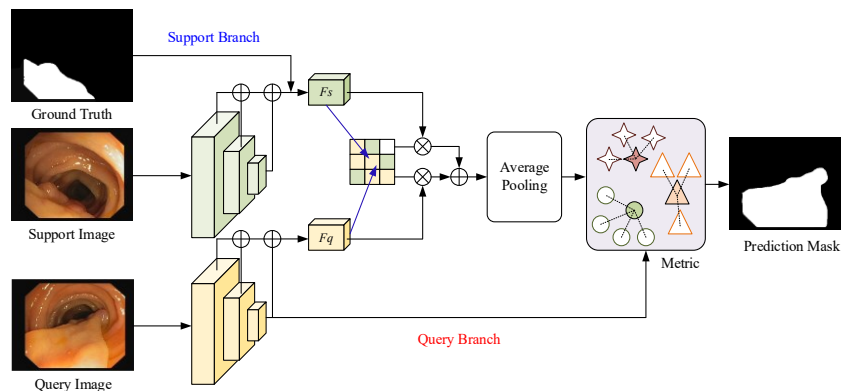 Support Branch
Ground Truth
Fs
Support Image
Average
Pooling
Fq
Metric
Prediction Mask
Query Branch
Query Image